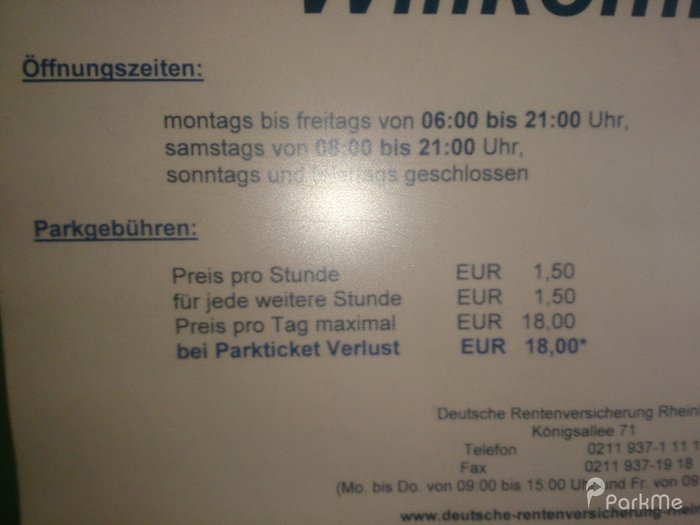 Öffnungszeiten:
montags bis freitags von 06:00 bis 21:00 Uhr,
samstags von 08:00 bis 21:00 Uhr,
sonntags und feiertags geschlossen
Parkgebühren:
Preis pro Stunde EUR 1,50
für jede weitere Stunde EUR 1,50
Preis pro Tag maximal EUR 18,00
bei Parkticket Verlust EUR 18,00*
Deutsche Rentenversicherung Rhein
Königsallee 71
Telefon 0211 937-1 11 1
Fax 0211 937-19 18
(Mo. bis Do. von 09:00 bis 15:00 Uhr und Fr. von 09
www.deutsche-rentenversicherung-rhein
ParkMe